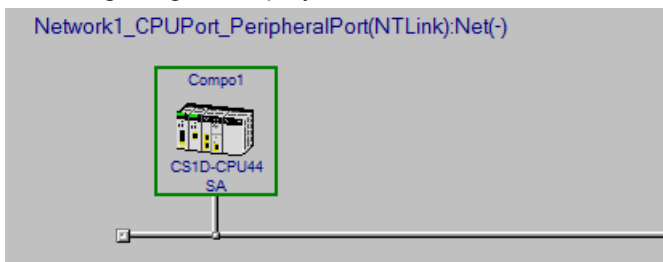 Network1_CPUPort_PeripheralPort(NTLink):Net(-)
Compo1
CS1D-CPU44
SA